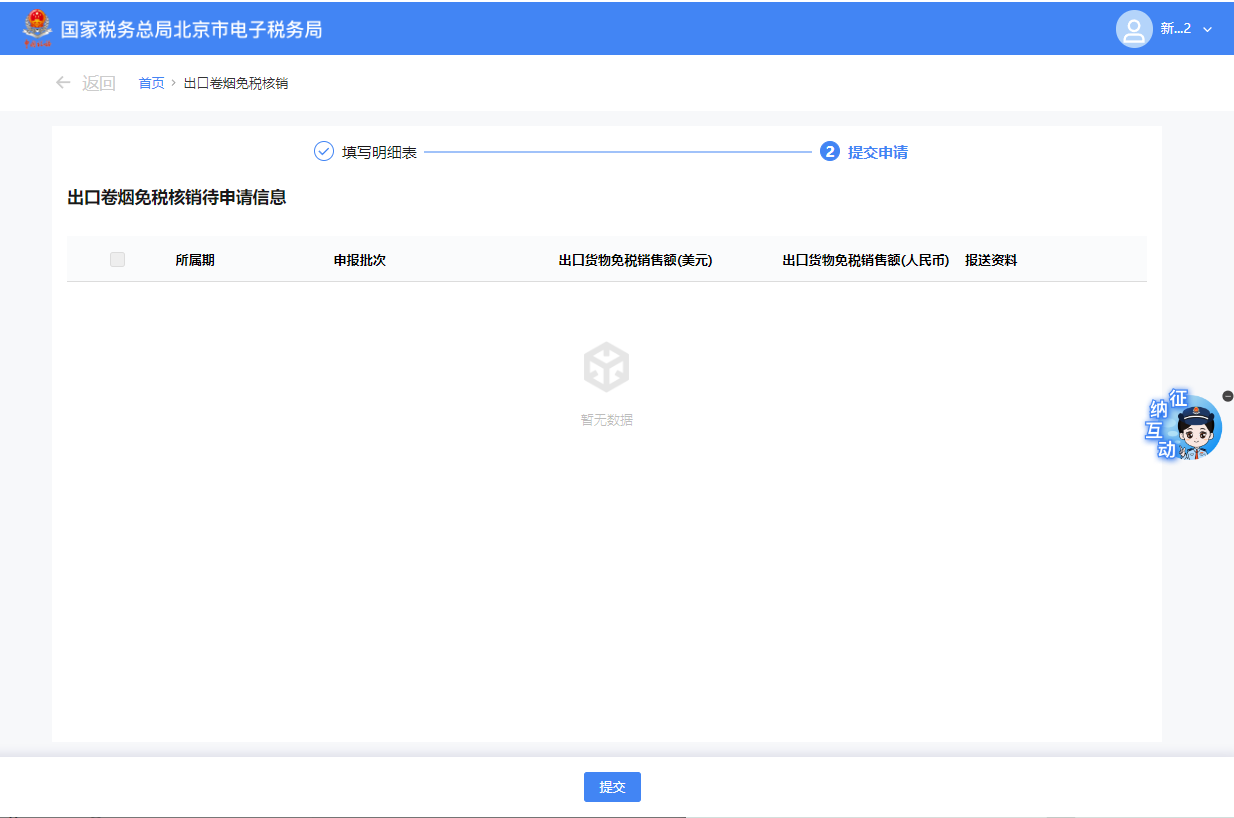 国家税务总局北京市电子税务局
新...2
返回 首页 > 出口卷烟免税核销
填写明细表
2 提交申请
出口卷烟免税核销待申请信息
所属期 申报批次 出口货物免税销售额(美元) 出口货物免税销售额(人民币) 报送资料
暂无数据
征纳互动
提交